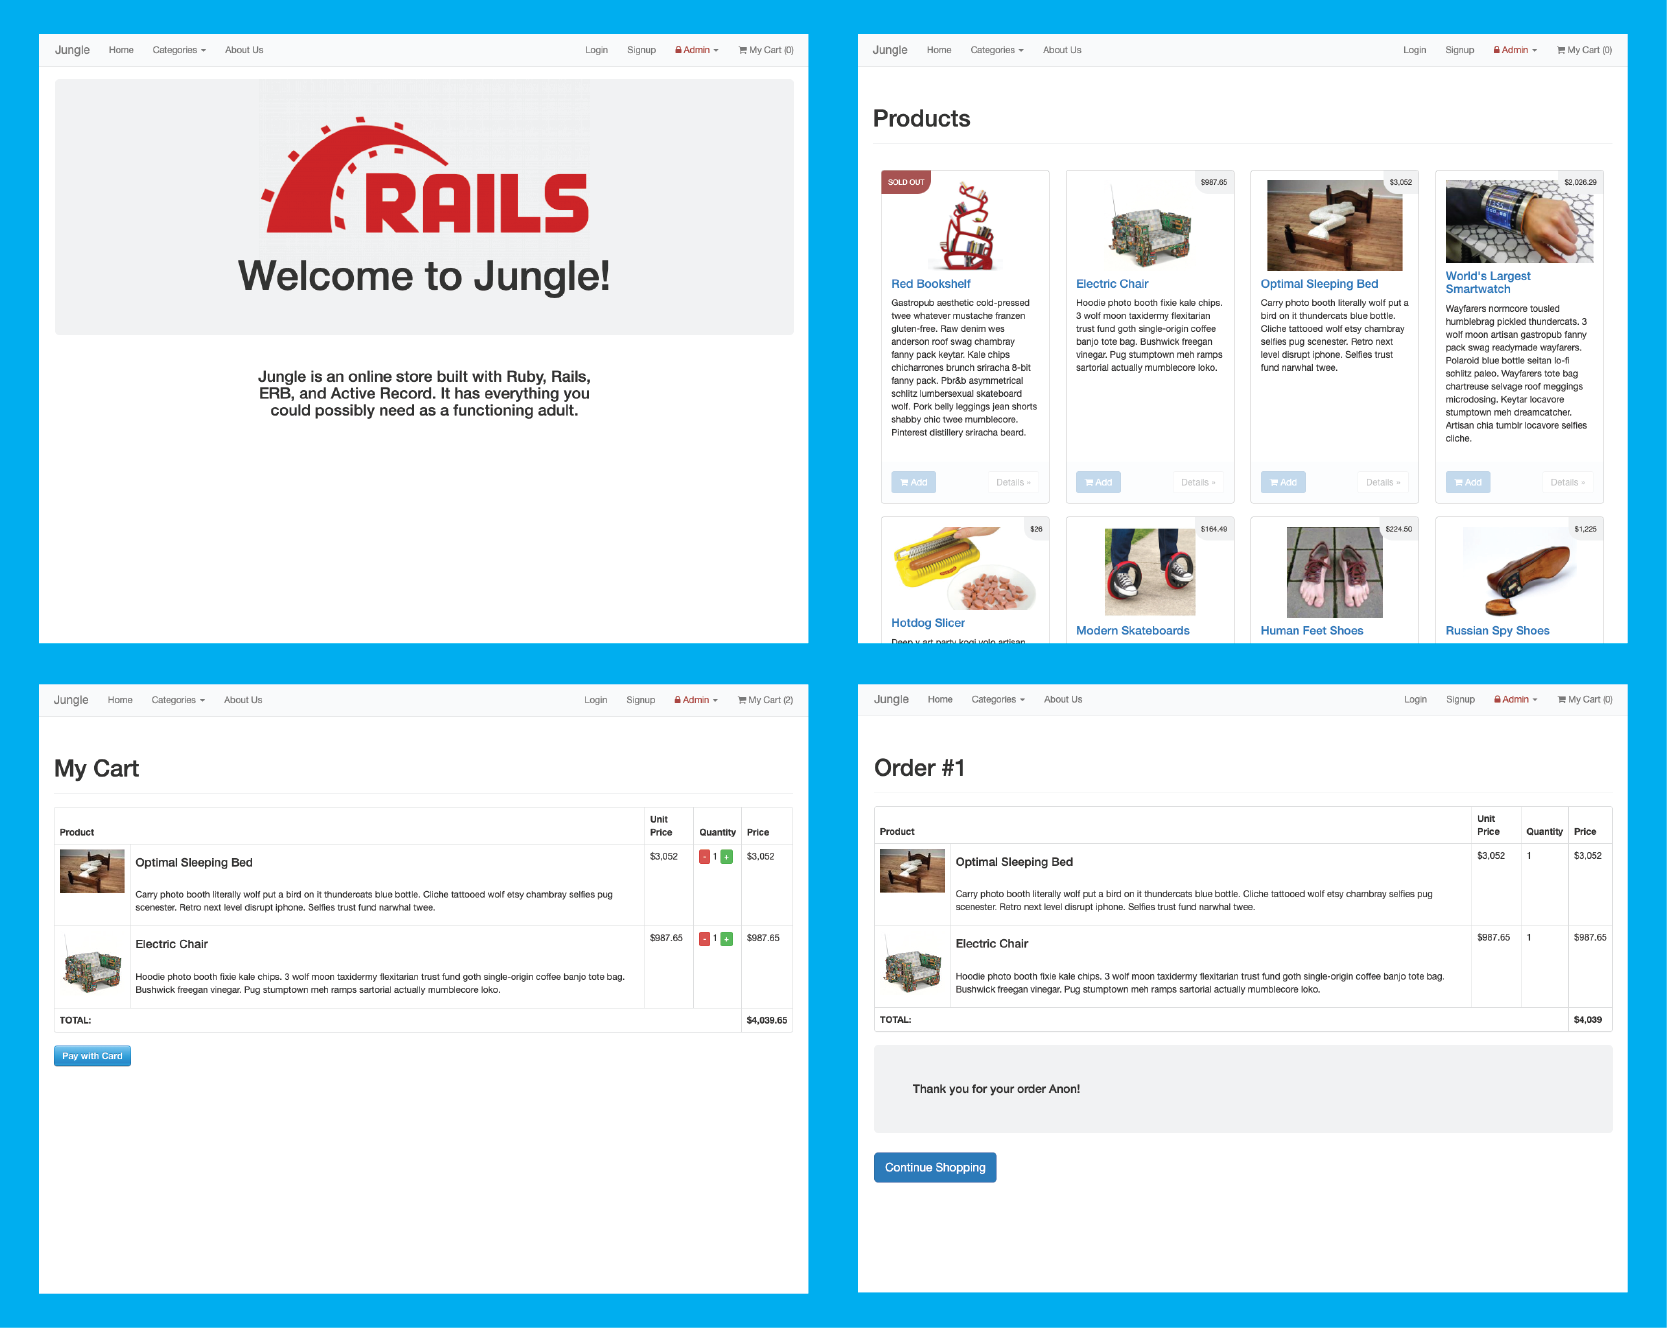 Jungle Home Categories About Us Login Signup Admin My Cart (0)
RAILS
Welcome to Jungle!
Jungle is an online store built with Ruby, Rails,
ERB, and Active Record. It has everything you
could possibly need as a functioning adult.
Jungle Home Categories About Us Login Signup Admin My Cart (0)
Products
SOLD OUT
Red Bookshelf
Gastropub aesthetic cold-pressed
twee whatever mustache franzen
gluten-free. Raw denim wes
anderson roof swag chambray
fanny pack keytar. Kale chips
chicharrones brunch sriracha 8-bit
fanny pack. Pbr&b asymmetrical
schlitz lumbersexual skateboard
wolf. Pork belly leggings jean shorts
shabby chic twee mumblecore.
Pinterest distillery sriracha beard.
Add Details »
$987.65
Electric Chair
Hoodie photo booth fixie kale chips.
3 wolf moon taxidermy flexitarian
trust fund goth single-origin coffee
banjo tote bag. Bushwick freegan
vinegar. Pug stumptown meh ramps
sartorial actually mumblecore loko.
Add Details »
$3,052
Optimal Sleeping Bed
Carry photo booth literally wolf put a
bird on it thundercats blue bottle.
Cliche tattooed wolf etsy chambray
selfies pug scenester. Retro next
level disrupt iphone. Selfies trust
fund narwhal twee.
Add Details »
$2,026.29
World's Largest
Smartwatch
Wayfarers normcore tousled
humblebrag pickled thundercats. 3
wolf moon artisan gastropub fanny
pack swag readymade wayfarers.
Polaroid blue bottle seitan lo-fi
schlitz paleo. Wayfarers tote bag
chartreuse selvage roof meggings
microdosing. Keytar locavore
stumptown meh dreamcatcher.
Artisan chia tumblr locavore selfies
cliche.
Add Details »
$26
Hotdog Slicer
Deep v art party kogi yolo artisan
$164.49
Modern Skateboards
$224.50
Human Feet Shoes
$1,225
Russian Spy Shoes
Jungle Home Categories About Us Login Signup Admin My Cart (2)
My Cart
Product Unit Price Quantity Price
Optimal Sleeping Bed $3,052 - 1 + $3,052
Carry photo booth literally wolf put a bird on it thundercats blue bottle. Cliche tattooed wolf etsy chambray selfies pug
scenester. Retro next level disrupt iphone. Selfies trust fund narwhal twee.
Electric Chair $987.65 - 1 + $987.65
Hoodie photo booth fixie kale chips. 3 wolf moon taxidermy flexitarian trust fund goth single-origin coffee banjo tote bag.
Bushwick freegan vinegar. Pug stumptown meh ramps sartorial actually mumblecore loko.
TOTAL: $4,039.65
Pay with Card
Jungle Home Categories About Us Login Signup Admin My Cart (0)
Order #1
Product Unit Price Quantity Price
Optimal Sleeping Bed $3,052 1 $3,052
Carry photo booth literally wolf put a bird on it thundercats blue bottle. Cliche tattooed wolf etsy chambray selfies pug
scenester. Retro next level disrupt iphone. Selfies trust fund narwhal twee.
Electric Chair $987.65 1 $987.65
Hoodie photo booth fixie kale chips. 3 wolf moon taxidermy flexitarian trust fund goth single-origin coffee banjo tote bag.
Bushwick freegan vinegar. Pug stumptown meh ramps sartorial actually mumblecore loko.
TOTAL: $4,039
Thank you for your order Anon!
Continue Shopping